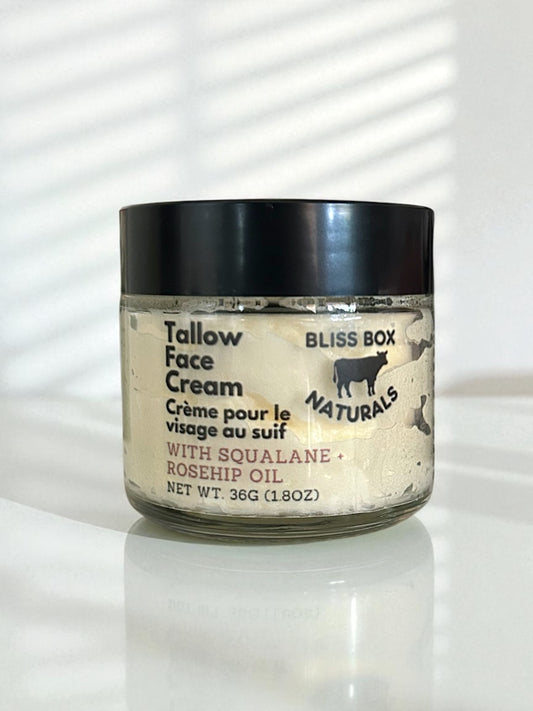 Tallow
Face
Cream
Crème pour le
visage au suif
WITH SQUALANE +
ROSEHIP OIL
NET WT. 36G (1.8OZ)
BLISS BOX
NATURALS